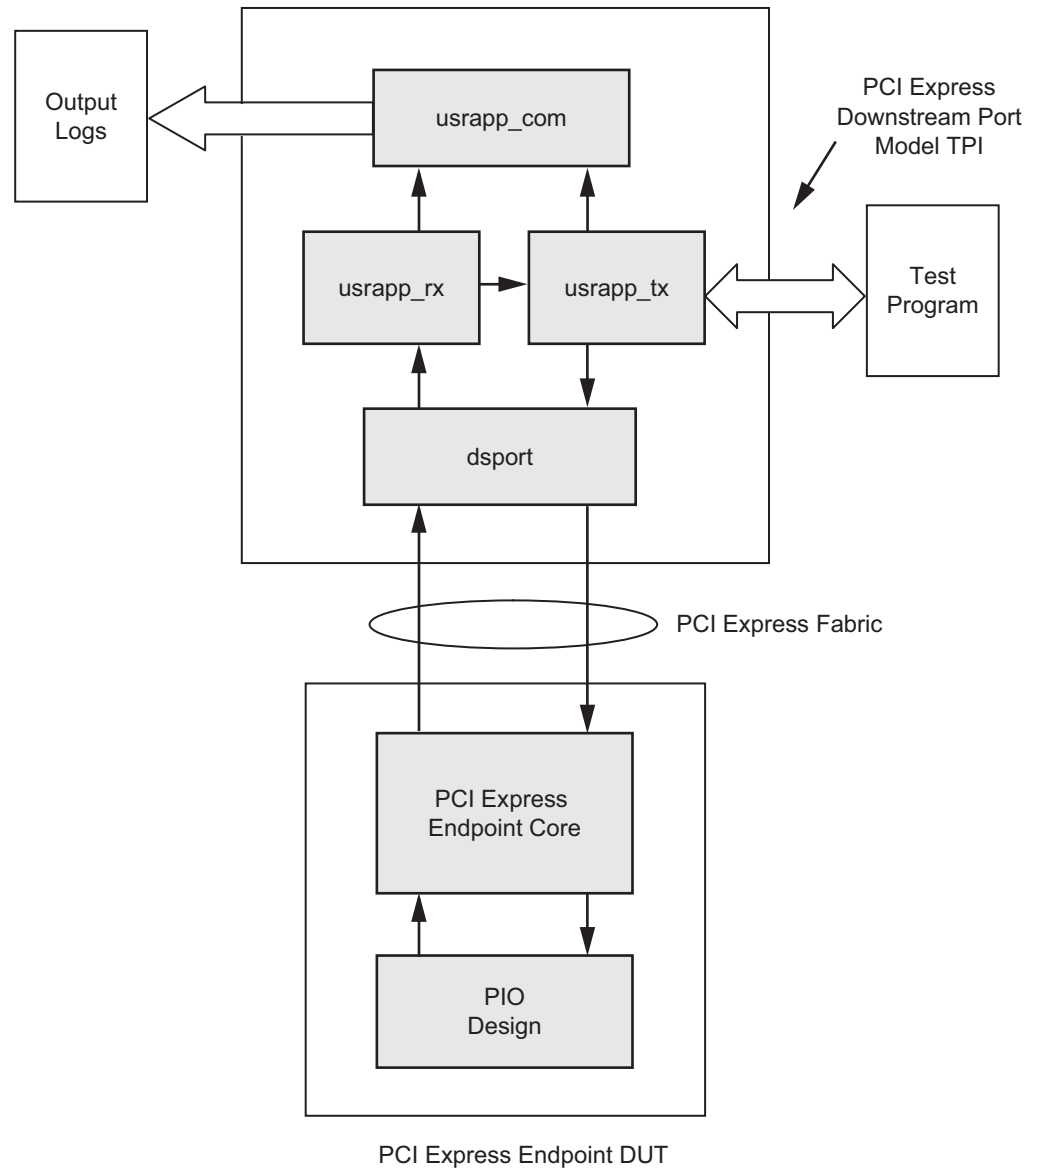 Output
Logs
usrapp_com
PCI Express
Downstream Port
Model TPI
usrapp_rx
usrapp_tx
Test
Program
dsport
PCI Express Fabric
PCI Express
Endpoint Core
PIO
Design
PCI Express Endpoint DUT